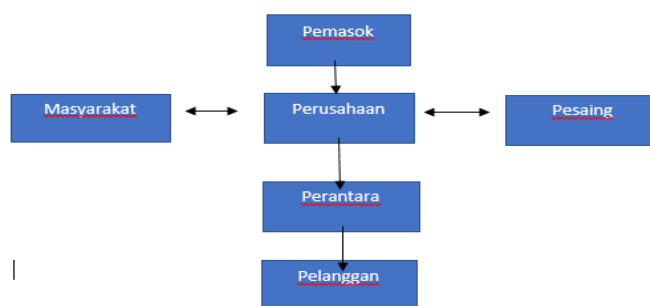 Pemasok
Masyarakat
Perusahaan
Pesaing
Perantara
Pelanggan